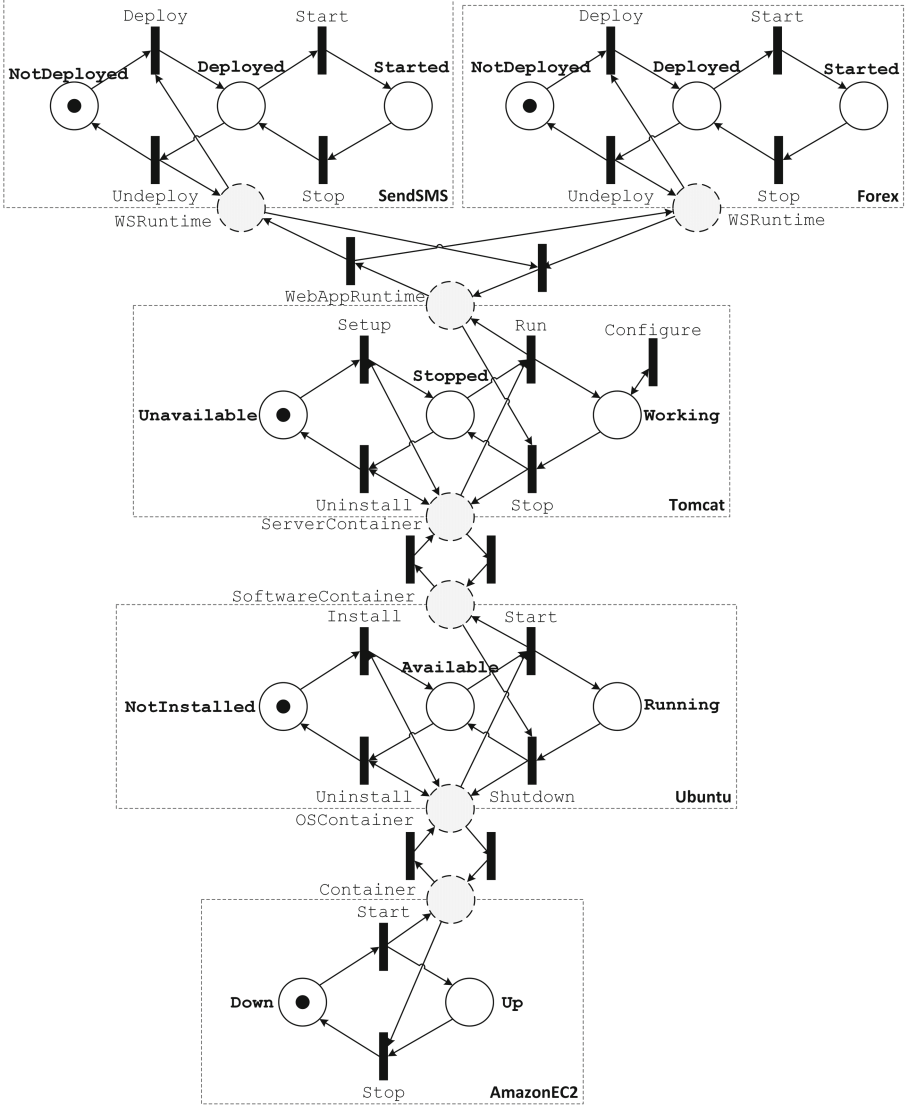 Deploy
Start
NotDeployed
Deployed
Started
Undeploy
Stop
SendSMS
WSRuntime
Deploy
Start
NotDeployed
Deployed
Started
Undeploy
Stop
Forex
WSRuntime
WebAppRuntime
Setup
Run
Configure
Stopped
Unavailable
Working
Uninstall
Stop
Tomcat
ServerContainer
SoftwareContainer
Install
Start
Available
NotInstalled
Running
Uninstall
Shutdown
Ubuntu
OSContainer
Container
Start
Down
Up
Stop
AmazonEC2